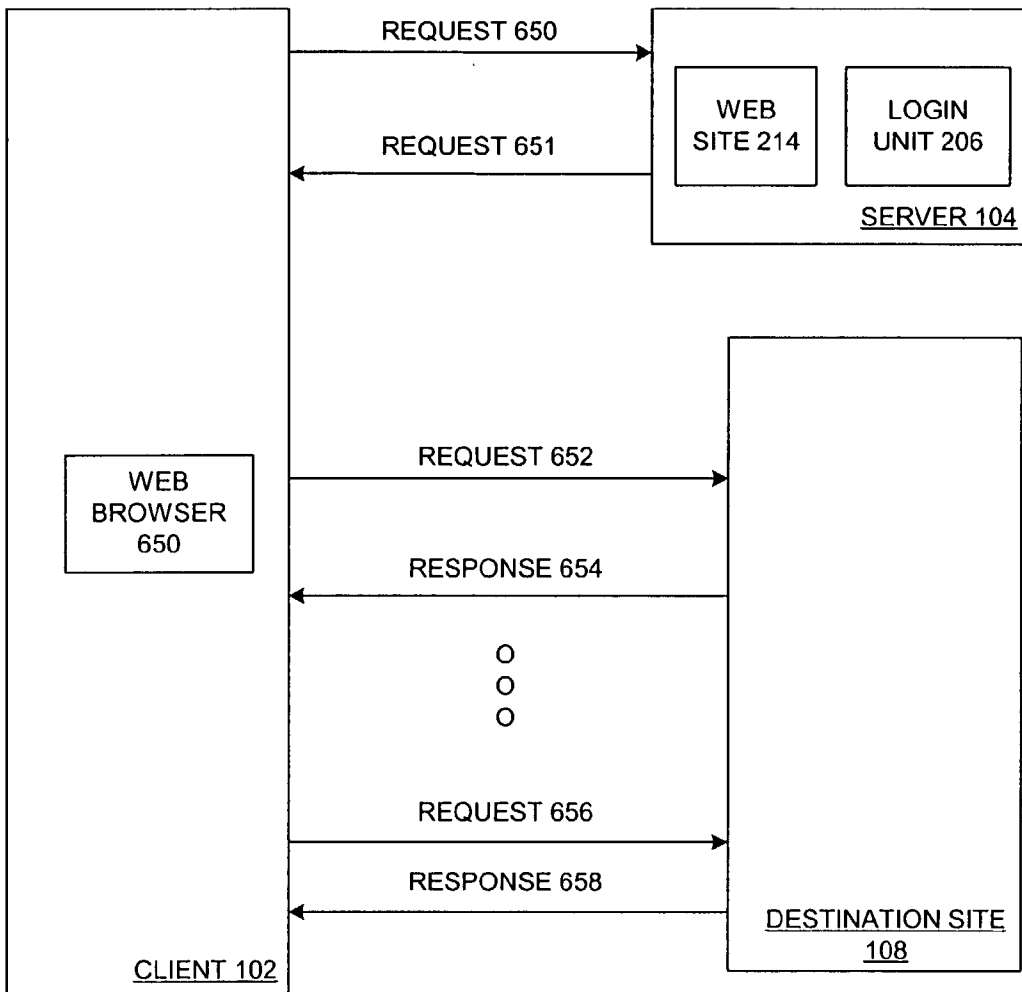 REQUEST 650
WEB
SITE 214
LOGIN
UNIT 206
REQUEST 651
SERVER 104
REQUEST 652
WEB
BROWSER
650
RESPONSE 654
O
O
O
REQUEST 656
RESPONSE 658
DESTINATION SITE
108
CLIENT 102